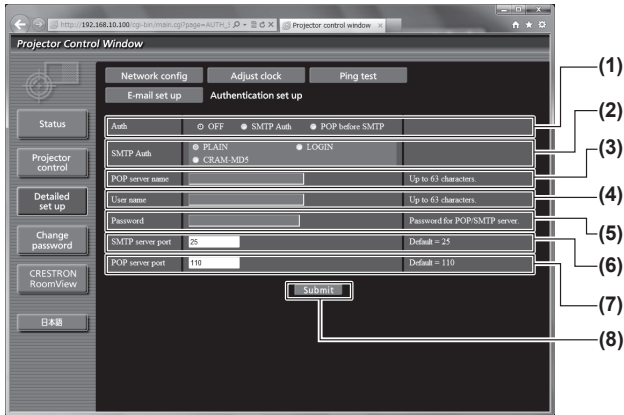 http://192.168.10.100/cgi-bin/main.cgi?page=AUTH_S
Projector control window
Projector Control Window
Network config
Adjust clock
Ping test
E-mail set up
Authentication set up
Status
Projector control
Detailed set up
Change password
CRESTRON RoomView
日本語
Auth
OFF
SMTP Auth
POP before SMTP
SMTP Auth
PLAIN
LOGIN
CRAM-MD5
POP server name
Up to 63 characters.
User name
Up to 63 characters.
Password
Password for POP/SMTP server.
SMTP server port
25
Default = 25
POP server port
110
Default = 110
Submit
(1)
(2)
(3)
(4)
(5)
(6)
(7)
(8)